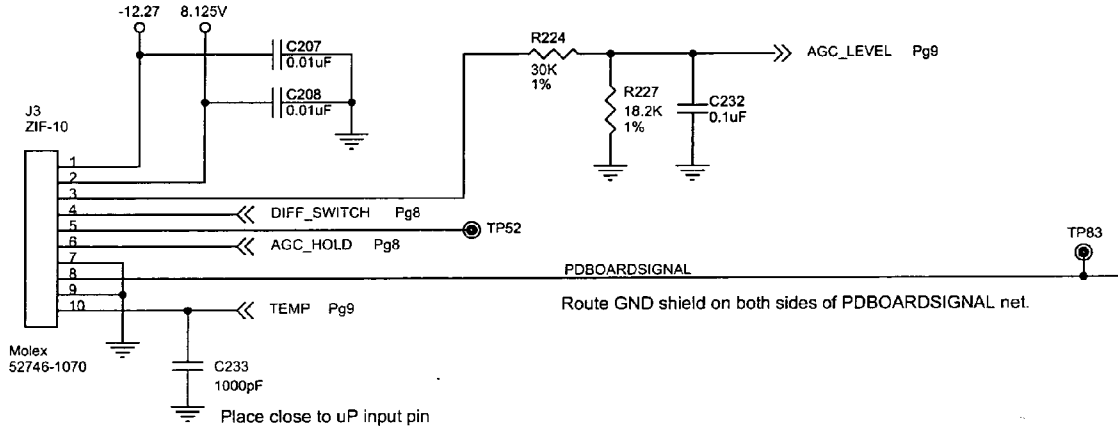 -12.27
8.125V
C207
0.01uF
C208
0.01uF
R224
30K
1%
AGC_LEVEL Pg9
R227
18.2K
1%
C232
0.1uF
J3
ZIF-10
1
2
3
4
DIFF_SWITCH Pg8
5
TP52
6
AGC_HOLD Pg8
7
8
PDBOARDSIGNAL
TP83
9
10
TEMP Pg9
Route GND shield on both sides of PDBOARDSIGNAL net.
Molex
52746-1070
C233
1000pF
Place close to uP input pin